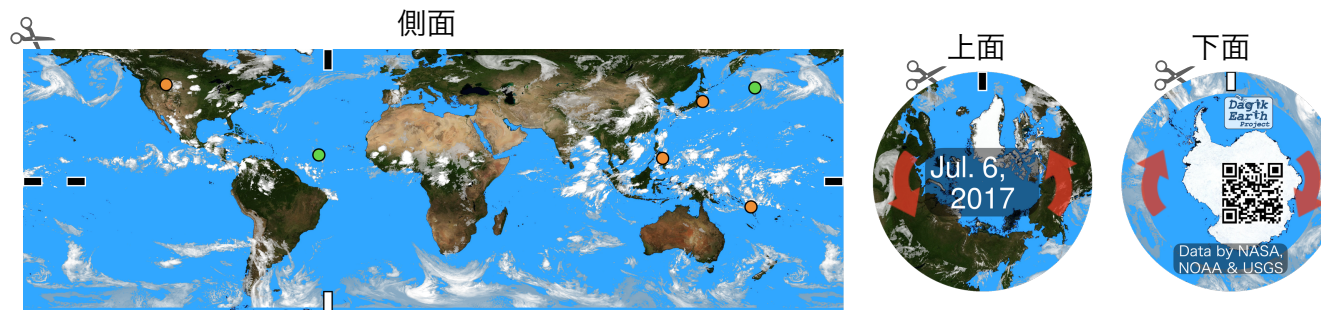 側面
上面
下面
Jul. 6,
2017
Dagik
Earth
Project
Data by NASA,
NOAA & USGS